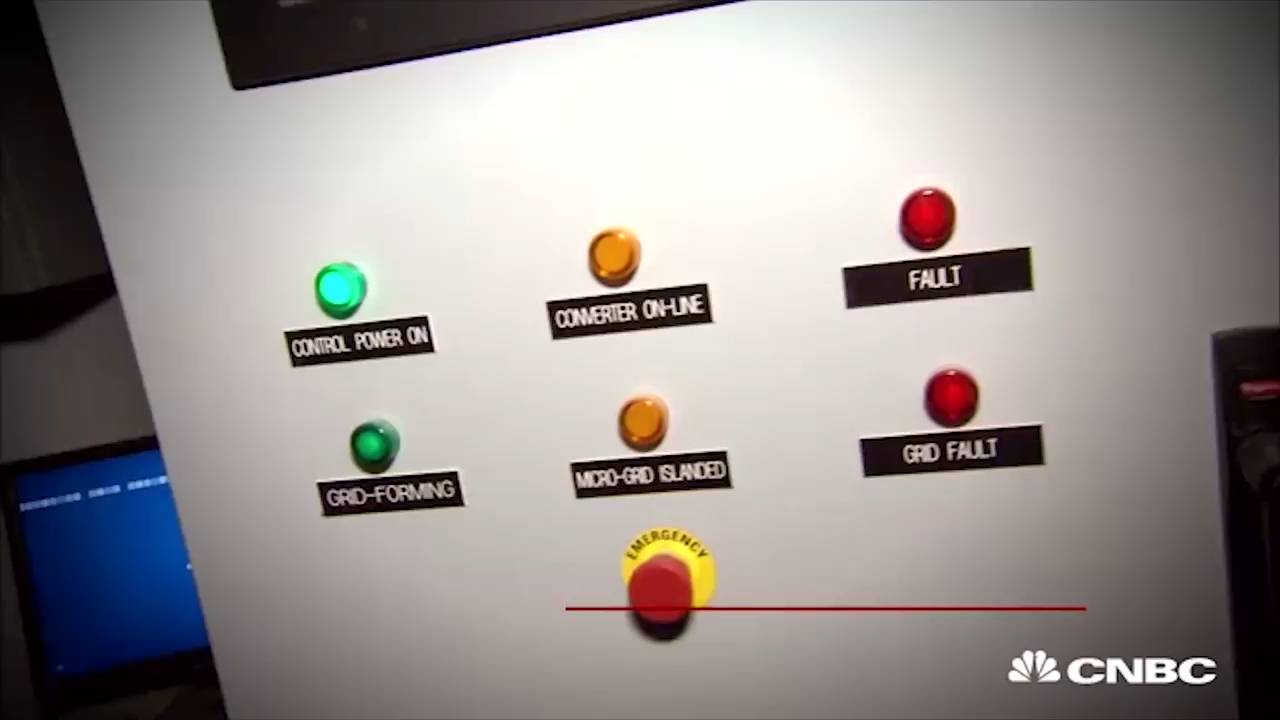 CONTROL POWER ON
CONVERTER ON-LINE
FAULT
GRID-FORMING
MICRO-GRID ISLANDED
GRID FAULT
EMERGENCY
CNBC